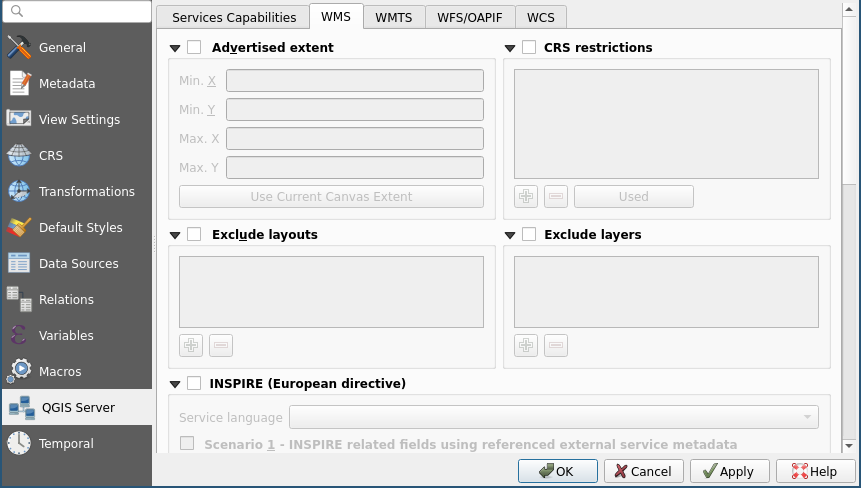 General
Metadata
View Settings
CRS
Transformations
Default Styles
Data Sources
Relations
Variables
Macros
QGIS Server
Temporal
Services Capabilities
WMS
WMTS
WFS/OAPIF
WCS
Advertised extent
Min. X
Min. Y
Max. X
Max. Y
Use Current Canvas Extent
CRS restrictions
Used
Exclude layouts
Exclude layers
INSPIRE (European directive)
Service language
Scenario 1 - INSPIRE related fields using referenced external service metadata
OK
Cancel
Apply
Help